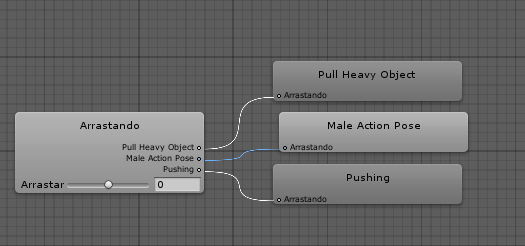 Arrastando
Pull Heavy Object
Male Action Pose
Pushing
Arrastar 0
Pull Heavy Object
Arrastando
Male Action Pose
Arrastando
Pushing
Arrastando